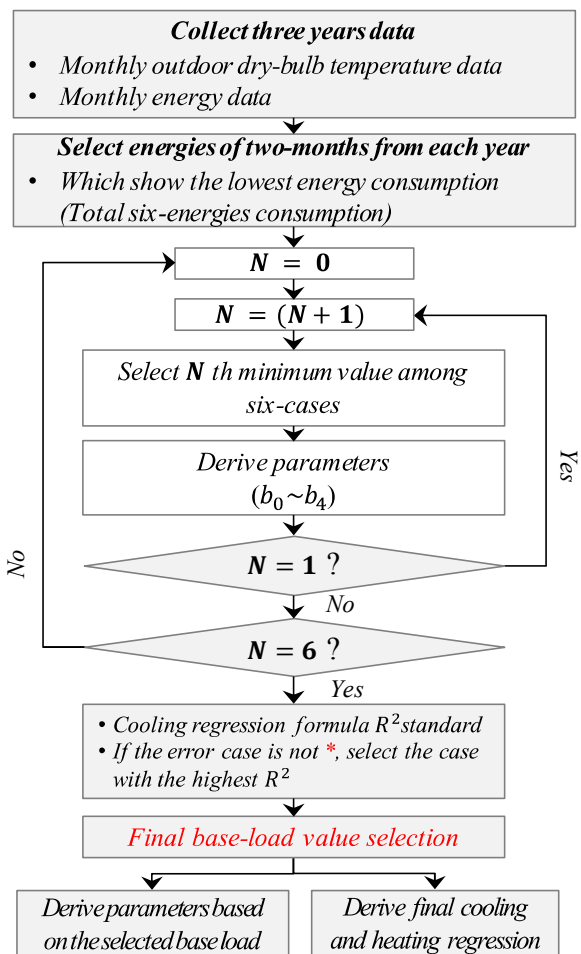 Collect three years data
• Monthly outdoor dry-bulb temperature data
• Monthly energy data
Select energies of two-months from each year
• Which show the lowest energy consumption
(Total six-energies consumption)
N = 0
N = (N + 1)
Select N th minimum value among
six-cases
Derive parameters
(b₀~b₄)
Yes
N = 1 ?
No
No
N = 6 ?
Yes
• Cooling regression formula R² standard
• If the error case is not *, select the case
with the highest R²
Final base-load value selection
Derive parameters based
on the selected base load
Derive final cooling
and heating regression